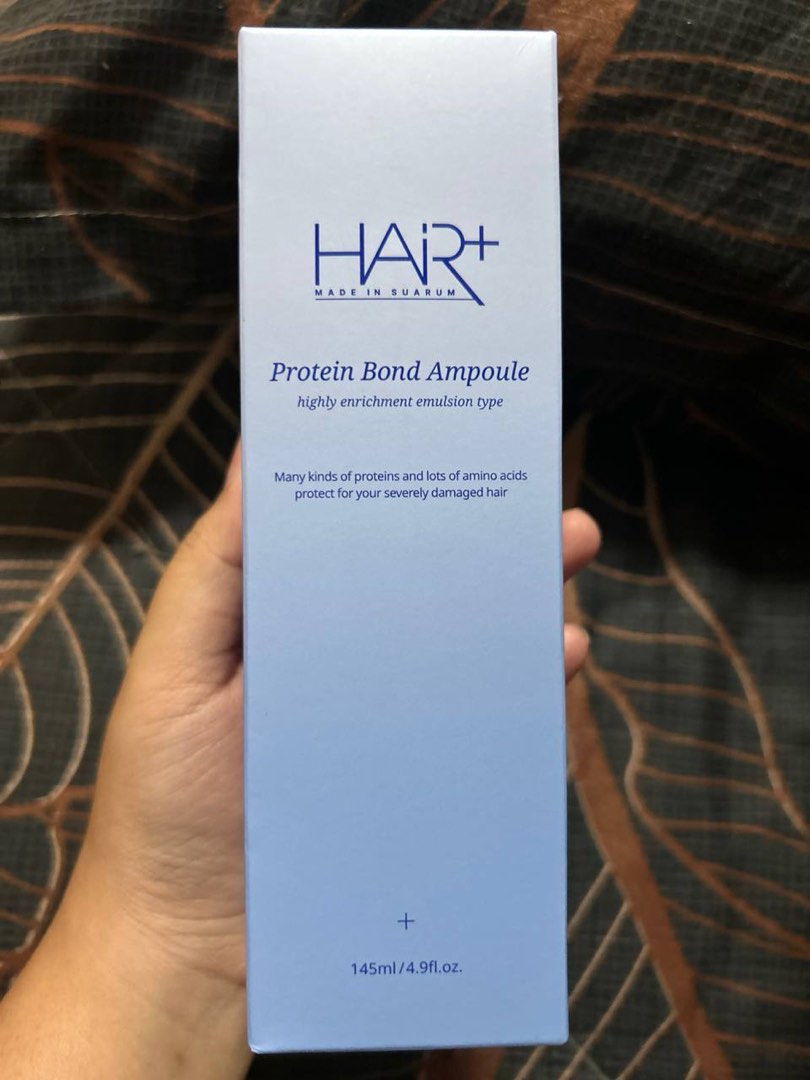 HAiR+
MADE IN SUARUM
Protein Bond Ampoule
highly enrichment emulsion type
Many kinds of proteins and lots of amino acids
protect for your severely damaged hair
+
145ml/4.9fl.oz.